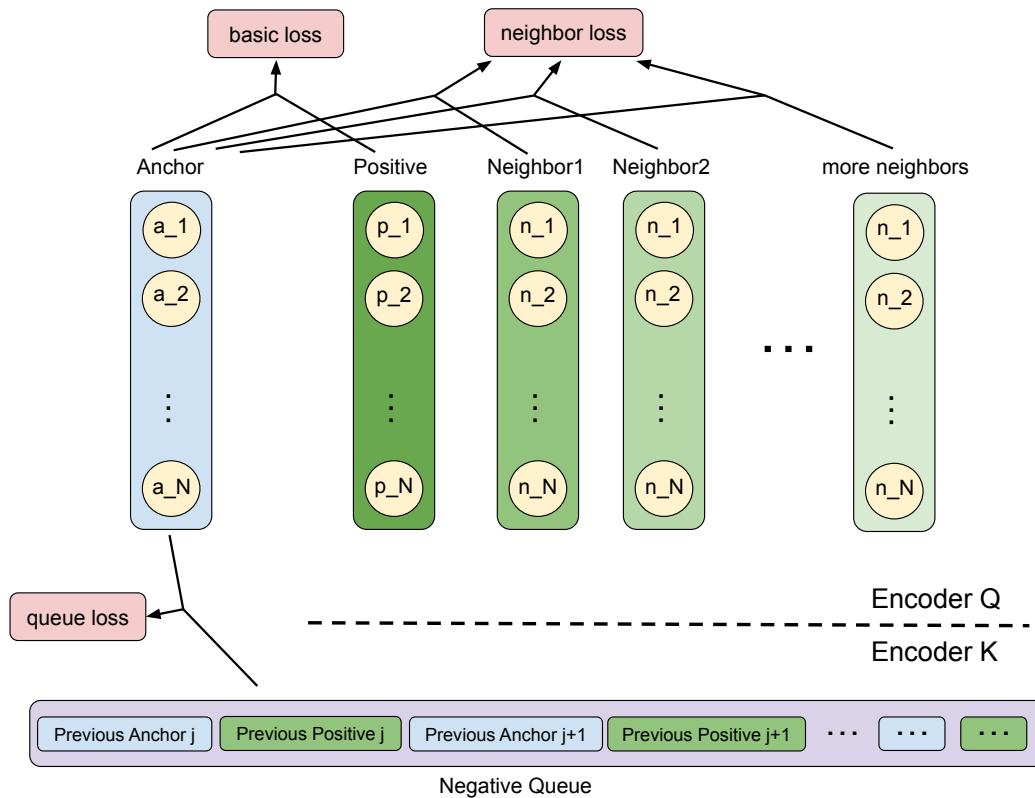 basic loss
neighbor loss
Anchor
Positive
Neighbor1
Neighbor2
more neighbors
a_1
p_1
n_1
n_1
n_1
a_2
p_2
n_2
n_2
n_2
...
...
...
...
...
...
a_N
p_N
n_N
n_N
n_N
queue loss
Encoder Q
Encoder K
Previous Anchor j
Previous Positive j
Previous Anchor j+1
Previous Positive j+1
...
...
...
Negative Queue